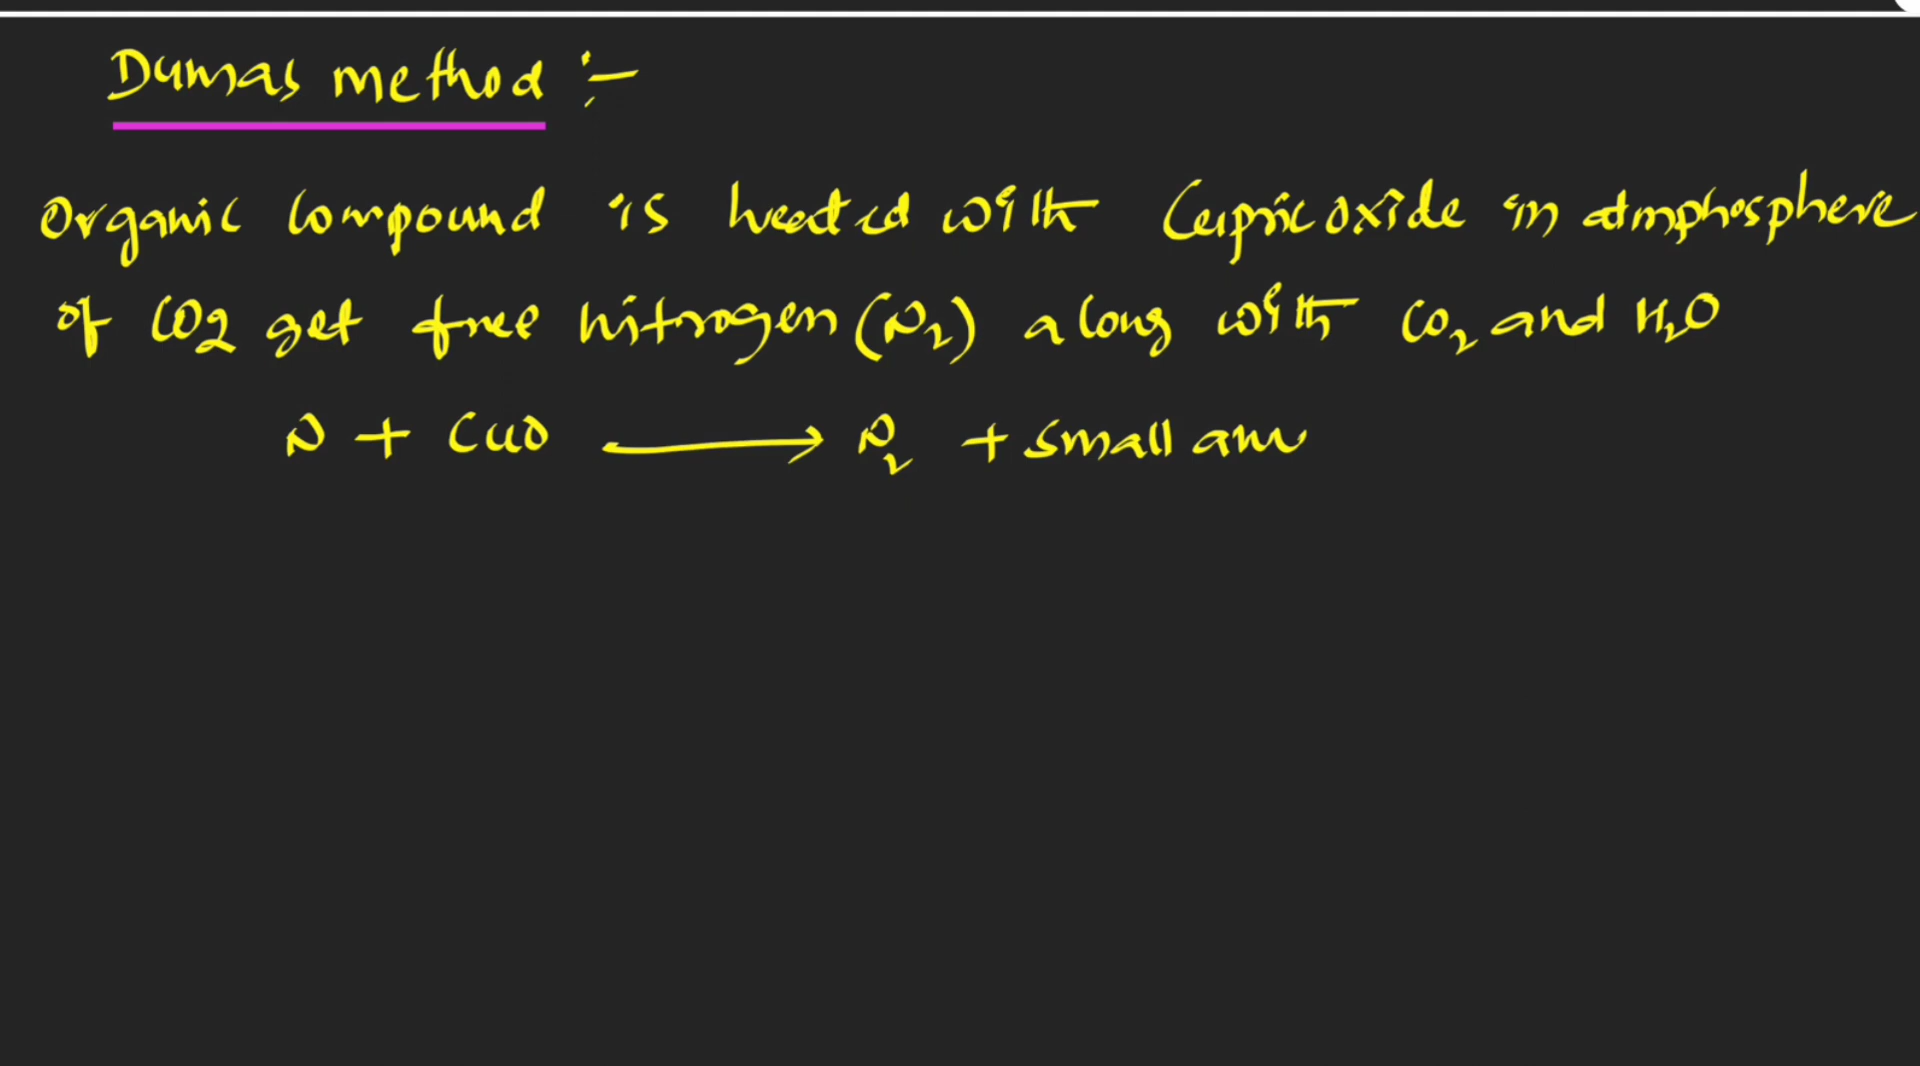 Dumas method :-
Organic compound is heated with Cupric oxide in atmphosphere
of CO2 get free nitrogen (N₂) along with CO₂ and H₂O
N + CuO ⟶ N₂ + small am